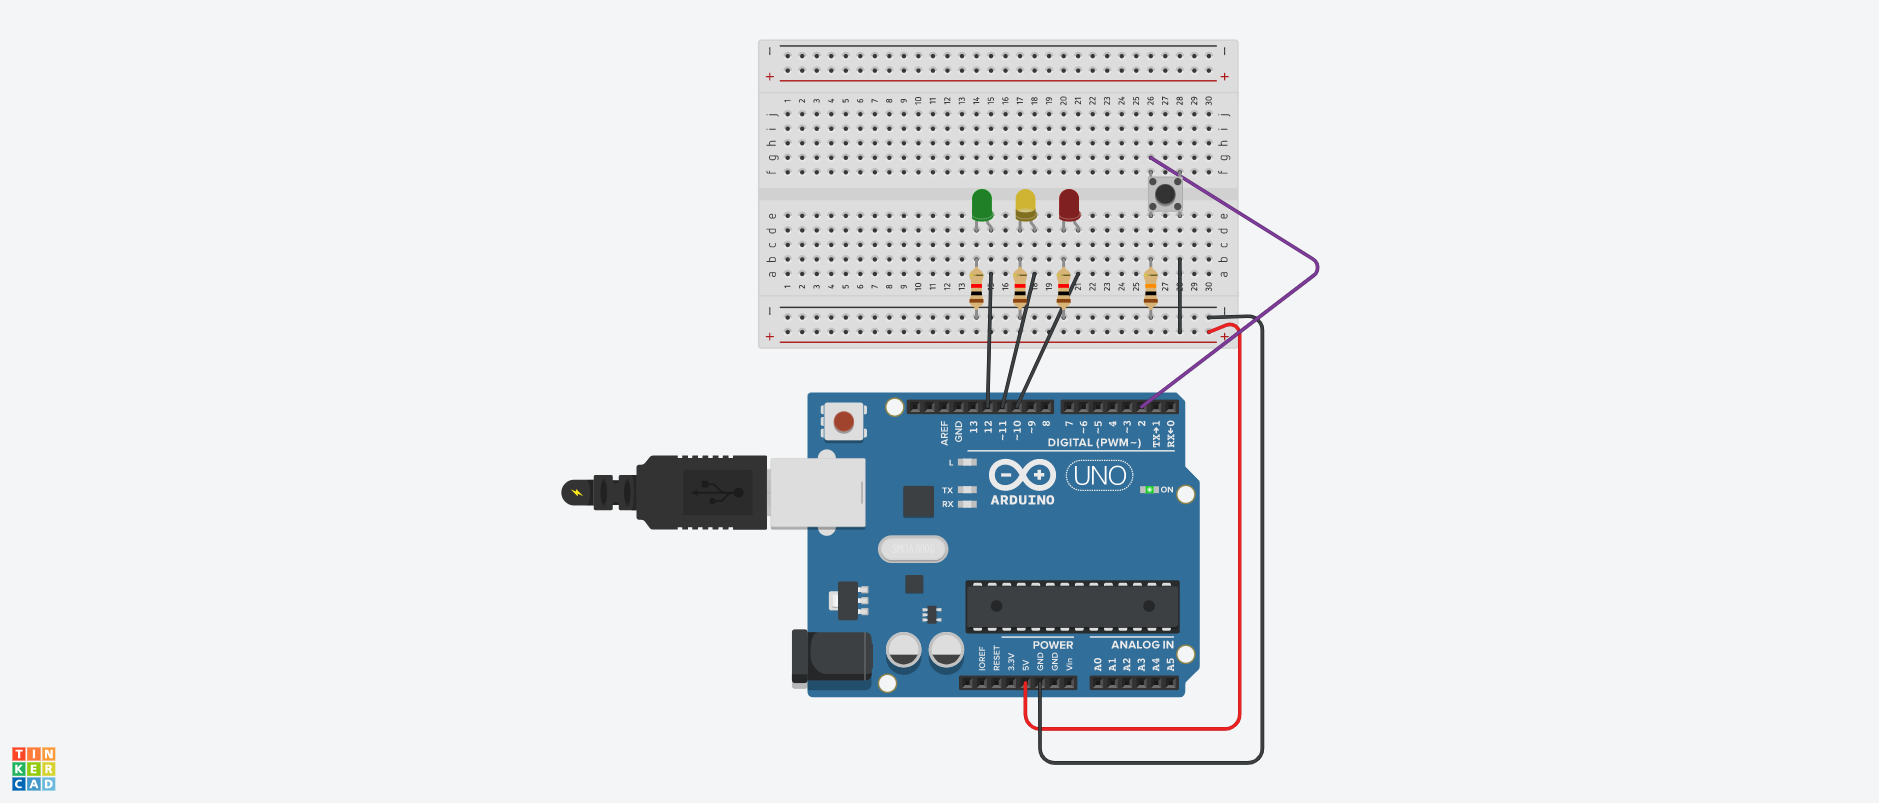 1 2 3 4 5 6 7 8 9 10 11 12 13 14 15 16 17 18 19 20 21 22 23 24 25 26 27 28 29 30
j j
i i
h h
g g
f f
e e
d d
c c
b b
a a
1 2 3 4 5 6 7 8 9 10 11 12 13 16 18 19 21 22 23 24 25 27 28 29 30
AREF GND 13 12 ~11 ~10 ~9 8 7 ~6 ~5 4 ~3 2 TX→1 RX←0
DIGITAL (PWM~)
L
UNO
TX
RX
ON
ARDUINO
POWER ANALOG IN
IOREF RESET 3.3V 5V GND GND Vin A0 A1 A2 A3 A4 A5
TIN
KER
CAD